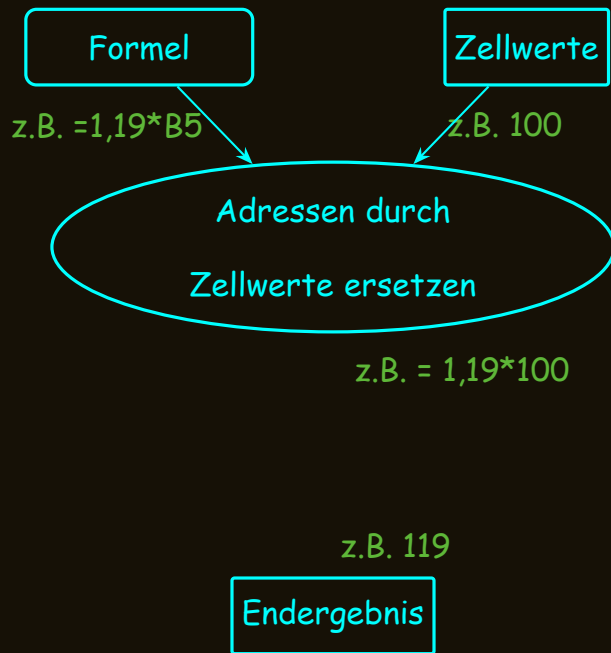 Formel
Zellwerte
z.B. =1,19*B5
z.B. 100
Adressen durch
Zellwerte ersetzen
z.B. = 1,19*100
z.B. 119
Endergebnis